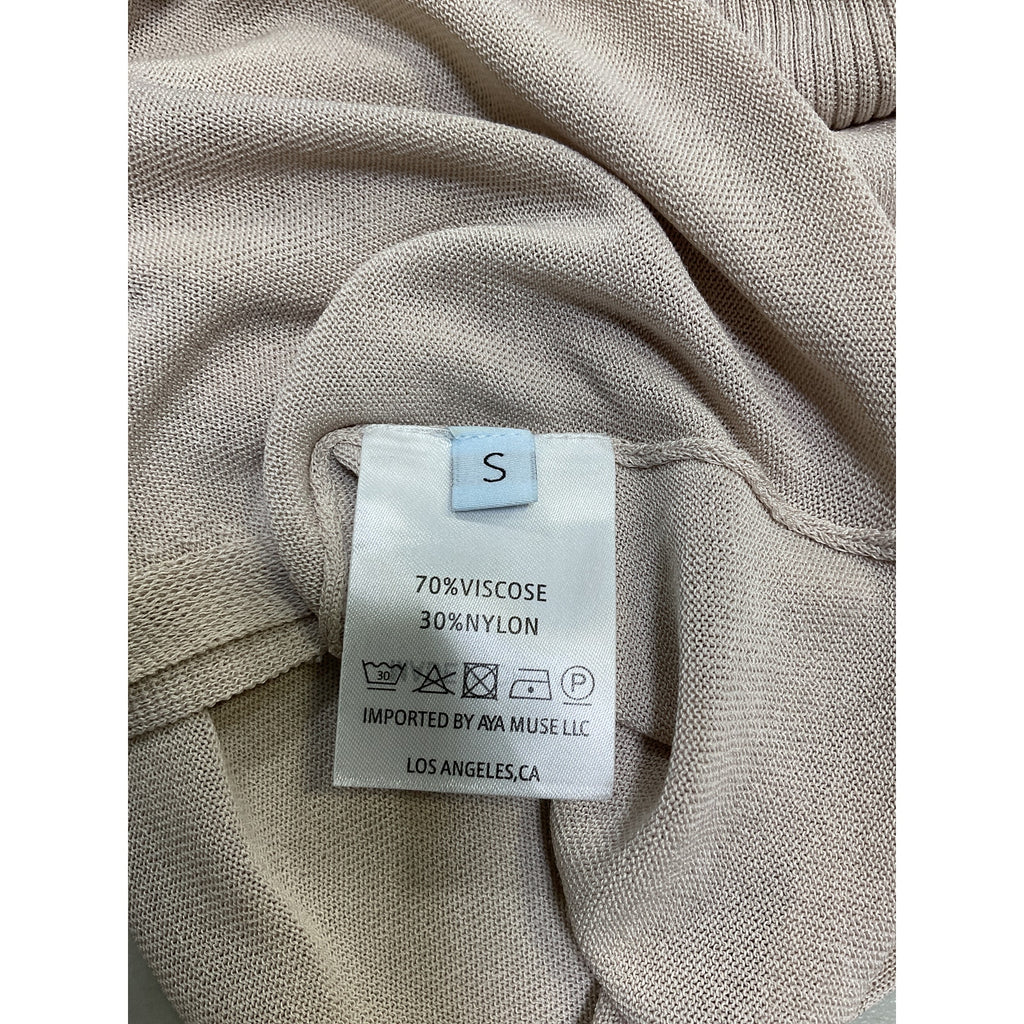 S
70%VISCOSE
30%NYLON
30 P
IMPORTED BY AYA MUSE LLC
LOS ANGELES,CA